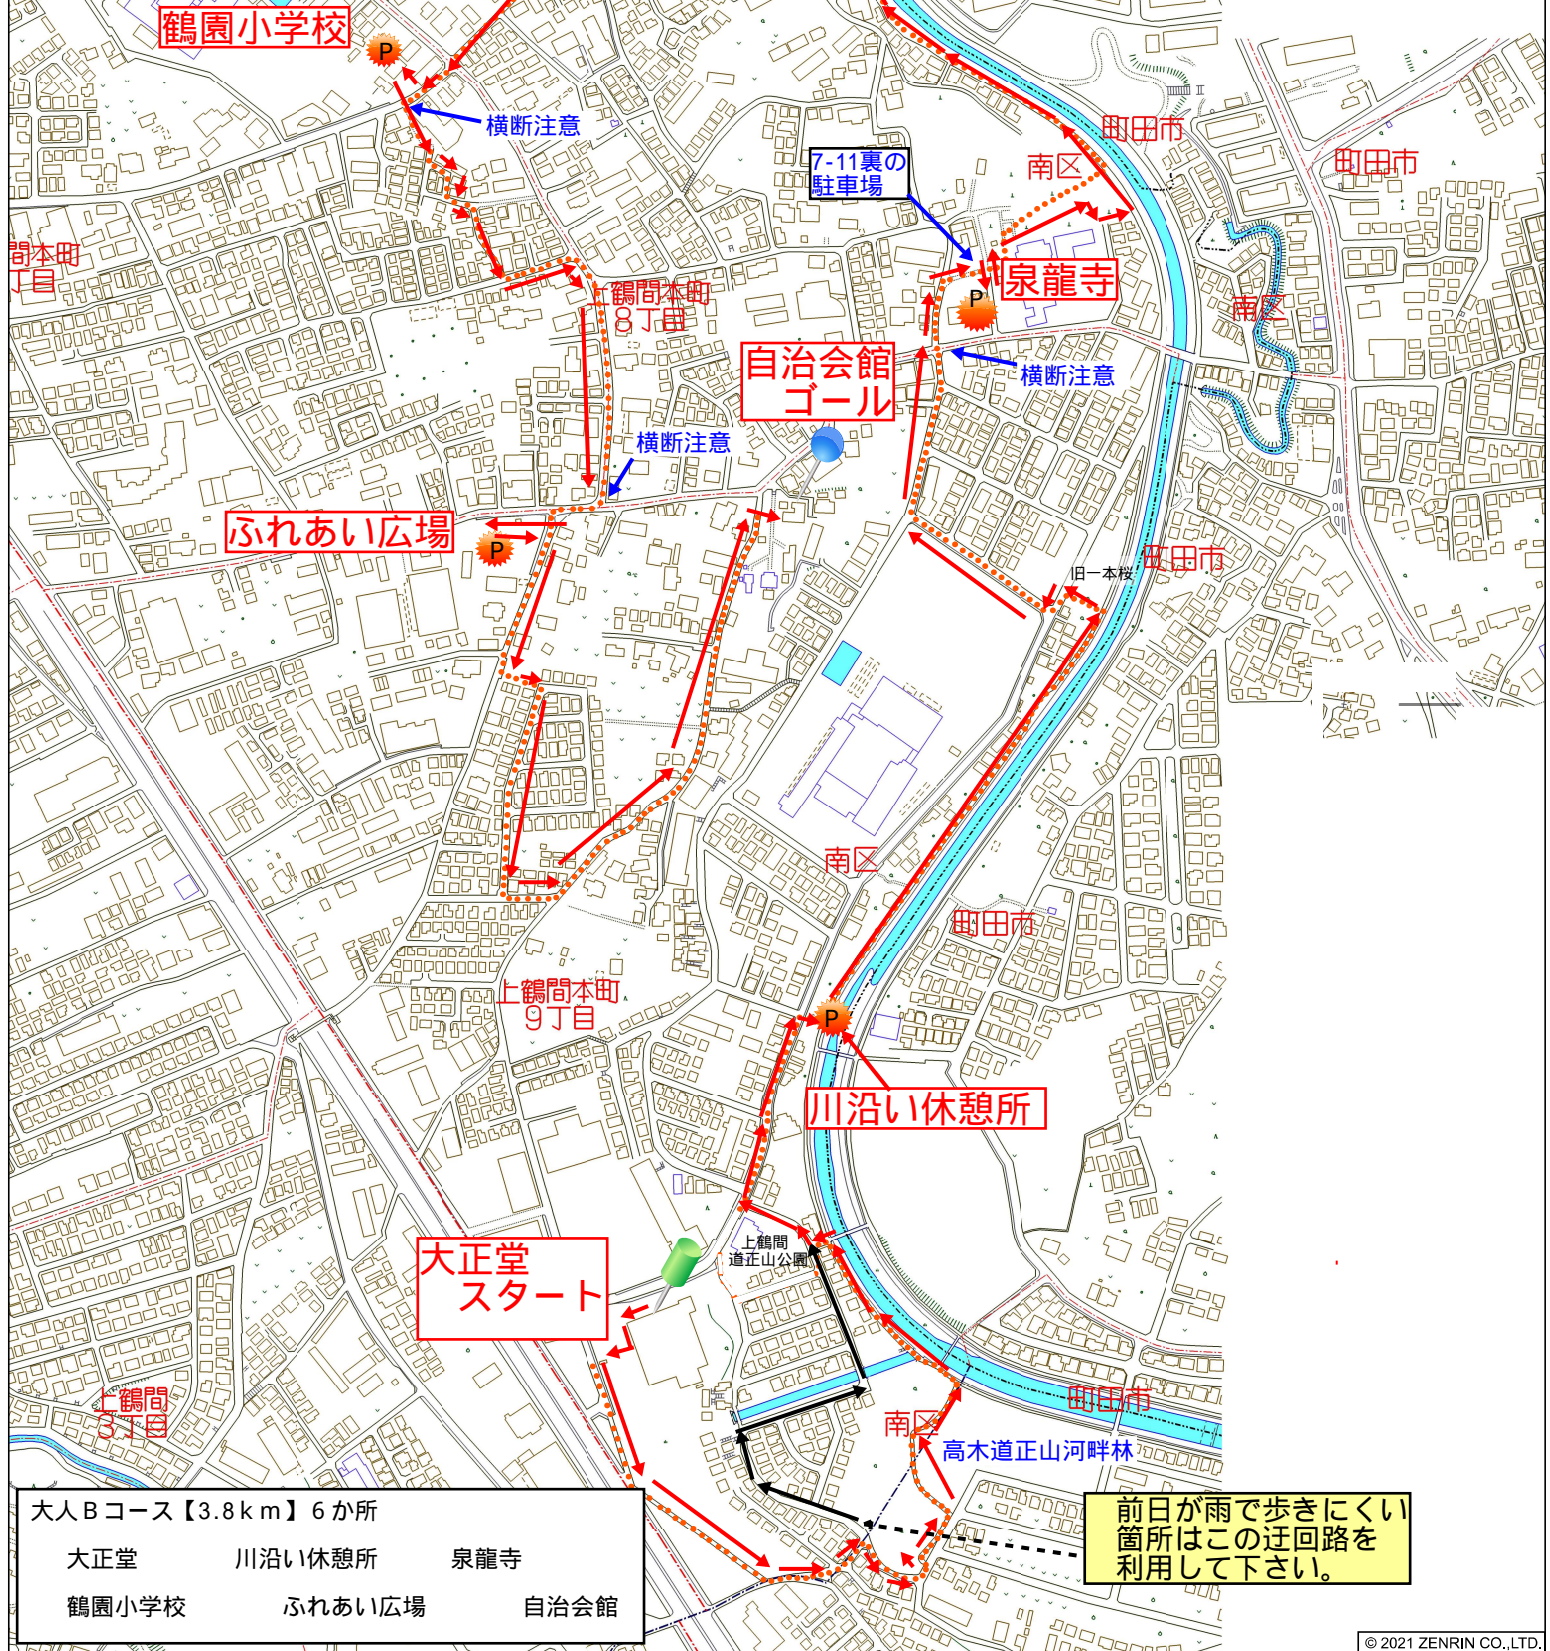 鶴園小学校
P
横断注意
町田市
町田市
南区
7-11裏の
駐車場
間本町
丁目
泉龍寺
P
南区
上鶴間本町
8丁目
自治会館
ゴール
横断注意
横断注意
ふれあい広場
P
旧一本桜
町田市
南区
町田市
上鶴間本町
9丁目
P
川沿い休憩所
大正堂
スタート
上鶴間
道正山公園
上鶴間
3丁目
町田市
南区
高木道正山河畔林
前日が雨で歩きにくい
箇所はこの迂回路を
利用して下さい。
大人Bコース【3.8km】6か所
大正堂 川沿い休憩所 泉龍寺
鶴園小学校 ふれあい広場 自治会館
© 2021 ZENRIN CO.,LTD.